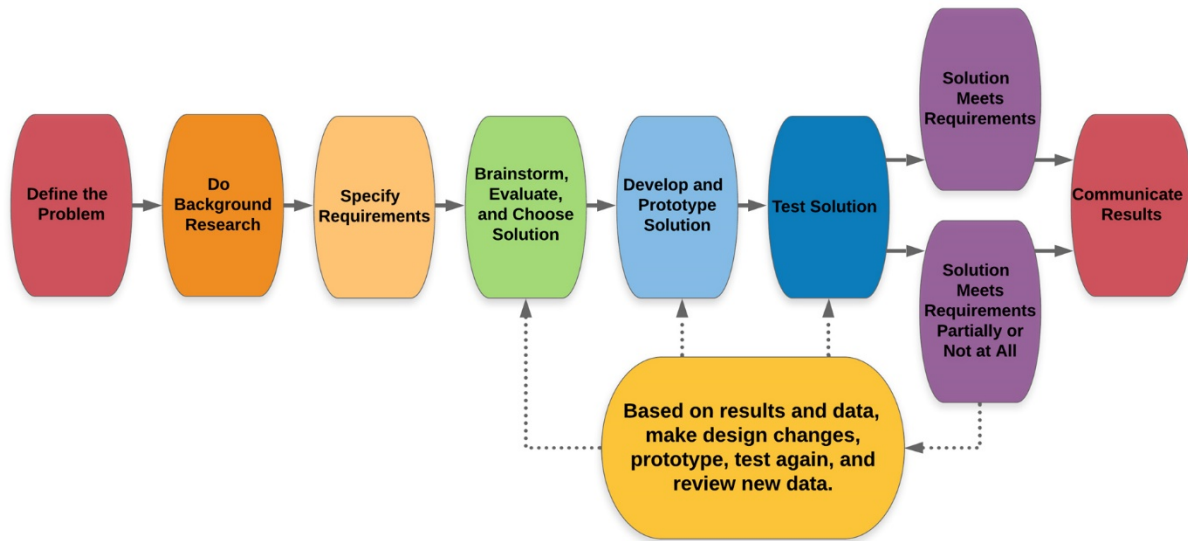 Define the
Problem
Do
Background
Research
Specify
Requirements
Brainstorm,
Evaluate,
and Choose
Solution
Develop and
Prototype
Solution
Test Solution
Solution
Meets
Requirements
Solution
Meets
Requirements
Partially or
Not at All
Communicate
Results
Based on results and data,
make design changes,
prototype, test again, and
review new data.